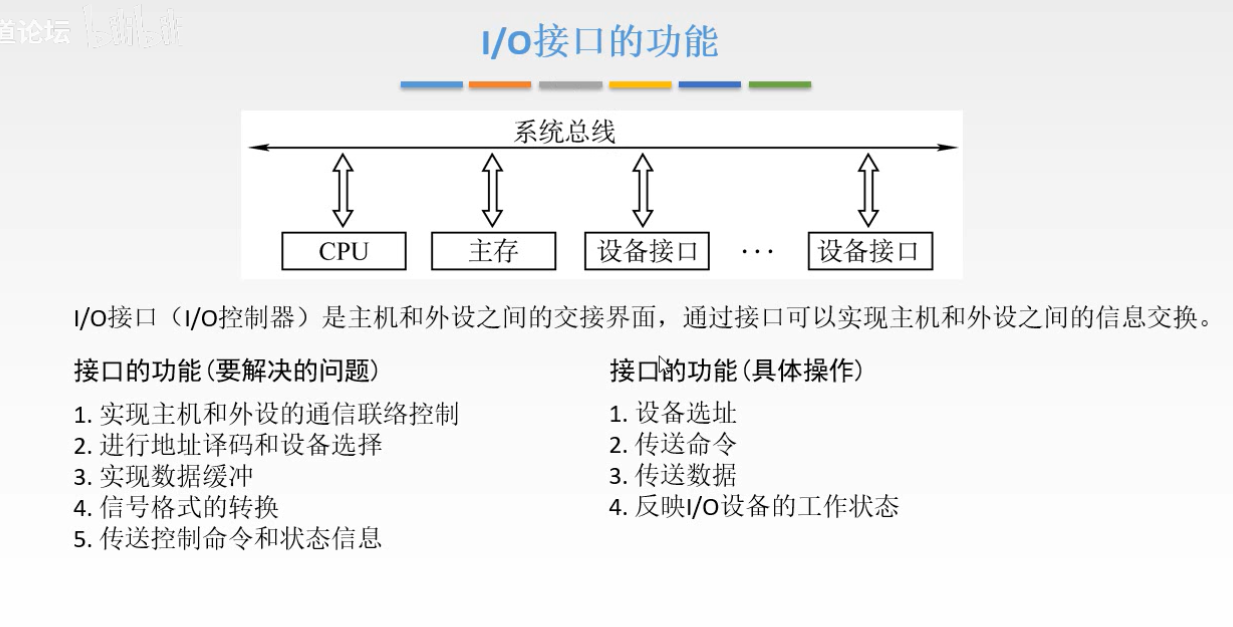 道论坛
I/O接口的功能
系统总线
CPU 主存 设备接口 ··· 设备接口
I/O接口（I/O控制器）是主机和外设之间的交接界面，通过接口可以实现主机和外设之间的信息交换。
接口的功能(要解决的问题)
1. 实现主机和外设的通信联络控制
2. 进行地址译码和设备选择
3. 实现数据缓冲
4. 信号格式的转换
5. 传送控制命令和状态信息
接口的功能(具体操作)
1. 设备选址
2. 传送命令
3. 传送数据
4. 反映I/O设备的工作状态